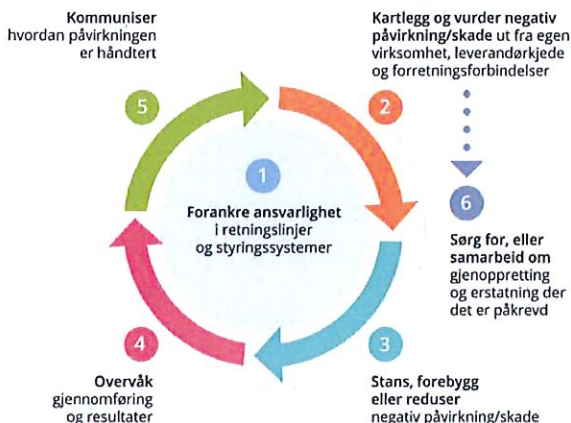 1
Forankre ansvarlighet
i retningslinjer
og styringssystemer
2
Kartlegg og vurder negativ
påvirkning/skade ut fra egen
virksomhet, leverandørkjede
og forretningsforbindelser
3
Stans, forebygg
eller reduser
negativ påvirkning/skade
4
Overvåk
gjennomføring
og resultater
5
Kommuniser
hvordan påvirkningen
er håndtert
6
Sørg for, eller
samarbeid om
gjenoppretting
og erstatning der
det er påkrevd